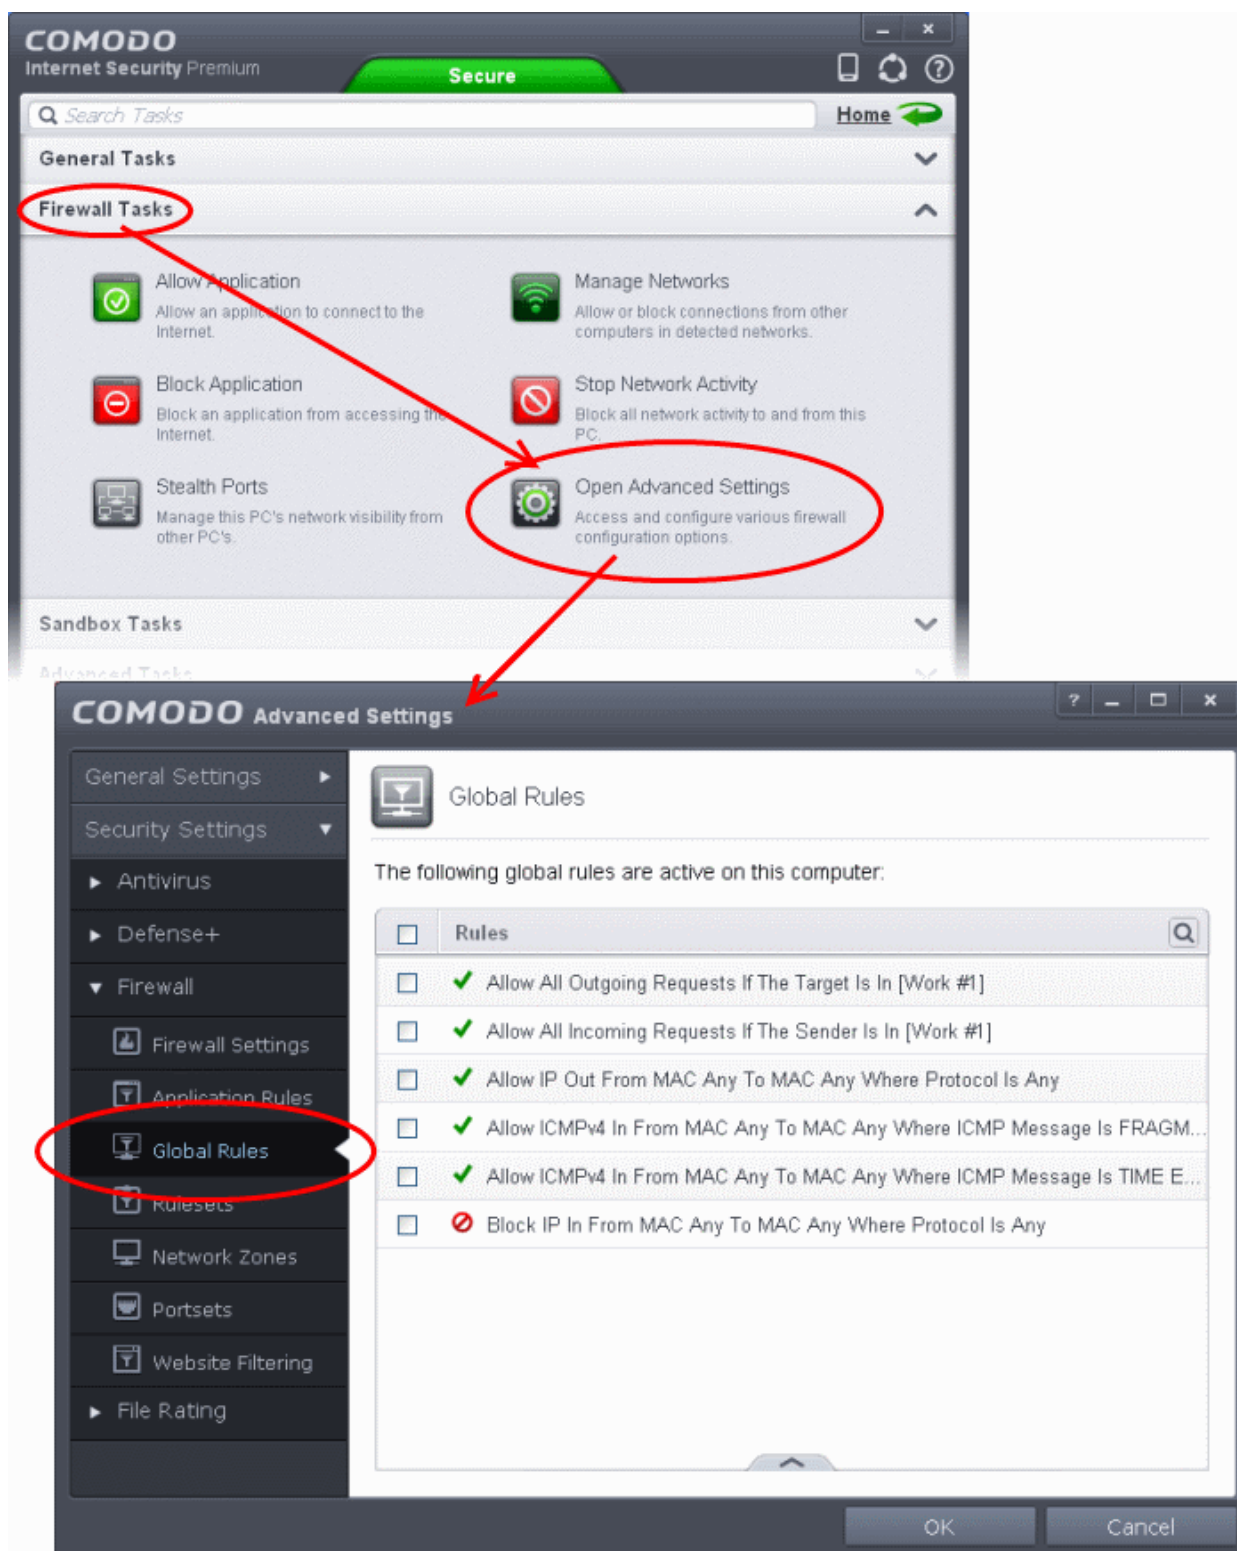 COMODO
Internet Security Premium
Secure
Search Tasks
Home
General Tasks
Firewall Tasks
Allow Application
Allow an application to connect to the
Internet.
Manage Networks
Allow or block connections from other
computers in detected networks.
Block Application
Block an application from accessing the
Internet.
Stop Network Activity
Block all network activity to and from this
PC.
Stealth Ports
Manage this PC's network visibility from
other PC's.
Open Advanced Settings
Access and configure various firewall
configuration options.
Sandbox Tasks
Advanced Tasks
COMODO Advanced Settings
General Settings
Security Settings
Antivirus
Defense+
Firewall
Firewall Settings
Application Rules
Global Rules
Rulesets
Network Zones
Portsets
Website Filtering
File Rating
Global Rules
The following global rules are active on this computer:
Rules
Allow All Outgoing Requests If The Target Is In [Work #1]
Allow All Incoming Requests If The Sender Is In [Work #1]
Allow IP Out From MAC Any To MAC Any Where Protocol Is Any
Allow ICMPv4 In From MAC Any To MAC Any Where ICMP Message Is FRAGM...
Allow ICMPv4 In From MAC Any To MAC Any Where ICMP Message Is TIME E...
Block IP In From MAC Any To MAC Any Where Protocol Is Any
OK
Cancel